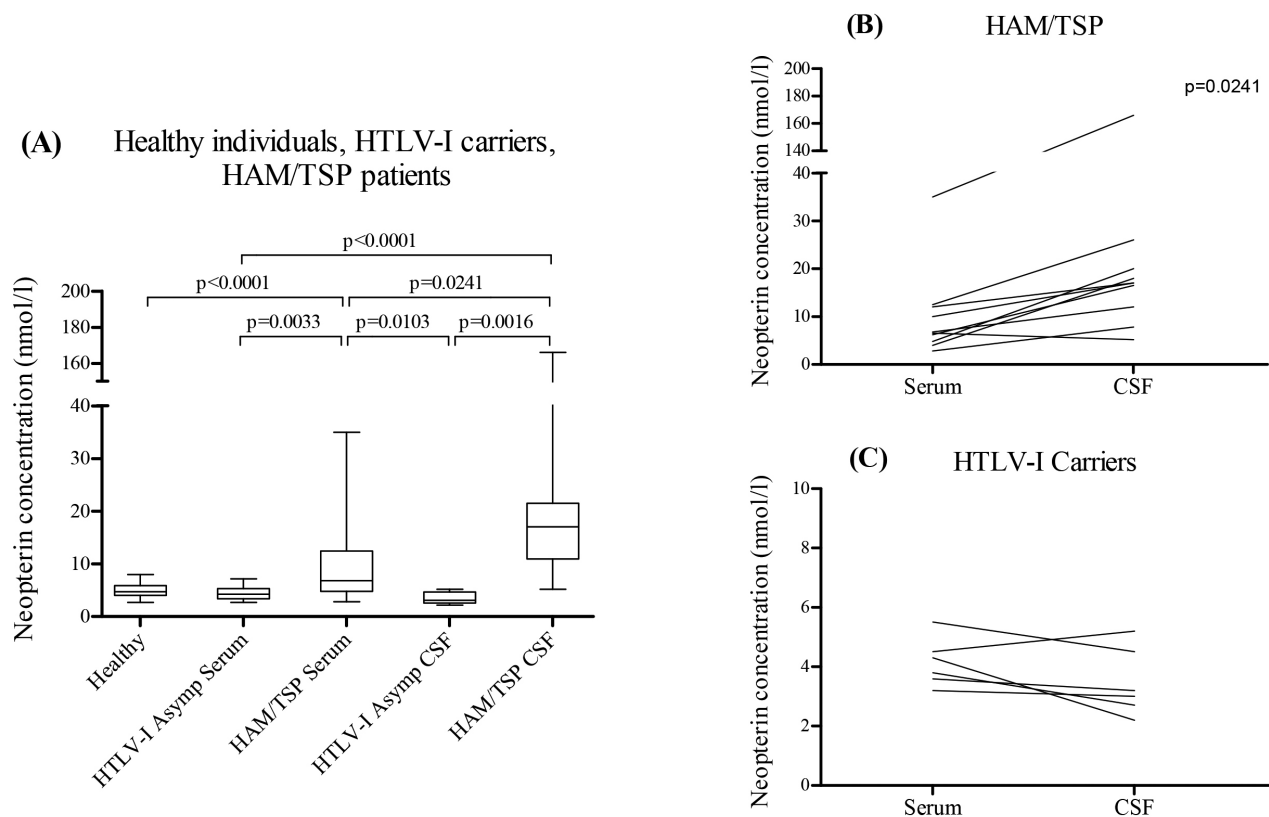 (A)
Healthy individuals, HTLV-I carriers,
HAM/TSP patients
p<0.0001
p<0.0001
p=0.0241
p=0.0033
p=0.0103
p=0.0016
Neopterin concentration (nmol/l)
200
180
160
40
30
20
10
0
Healthy
HTLV-I Asymp Serum
HAM/TSP Serum
HTLV-I Asymp CSF
HAM/TSP CSF
(B)
HAM/TSP
p=0.0241
Neopterin concentration (nmol/l)
200
180
160
140
40
30
20
10
0
Serum
CSF
(C)
HTLV-I Carriers
Neopterin concentration (nmol/l)
10
8
6
4
2
0
Serum
CSF